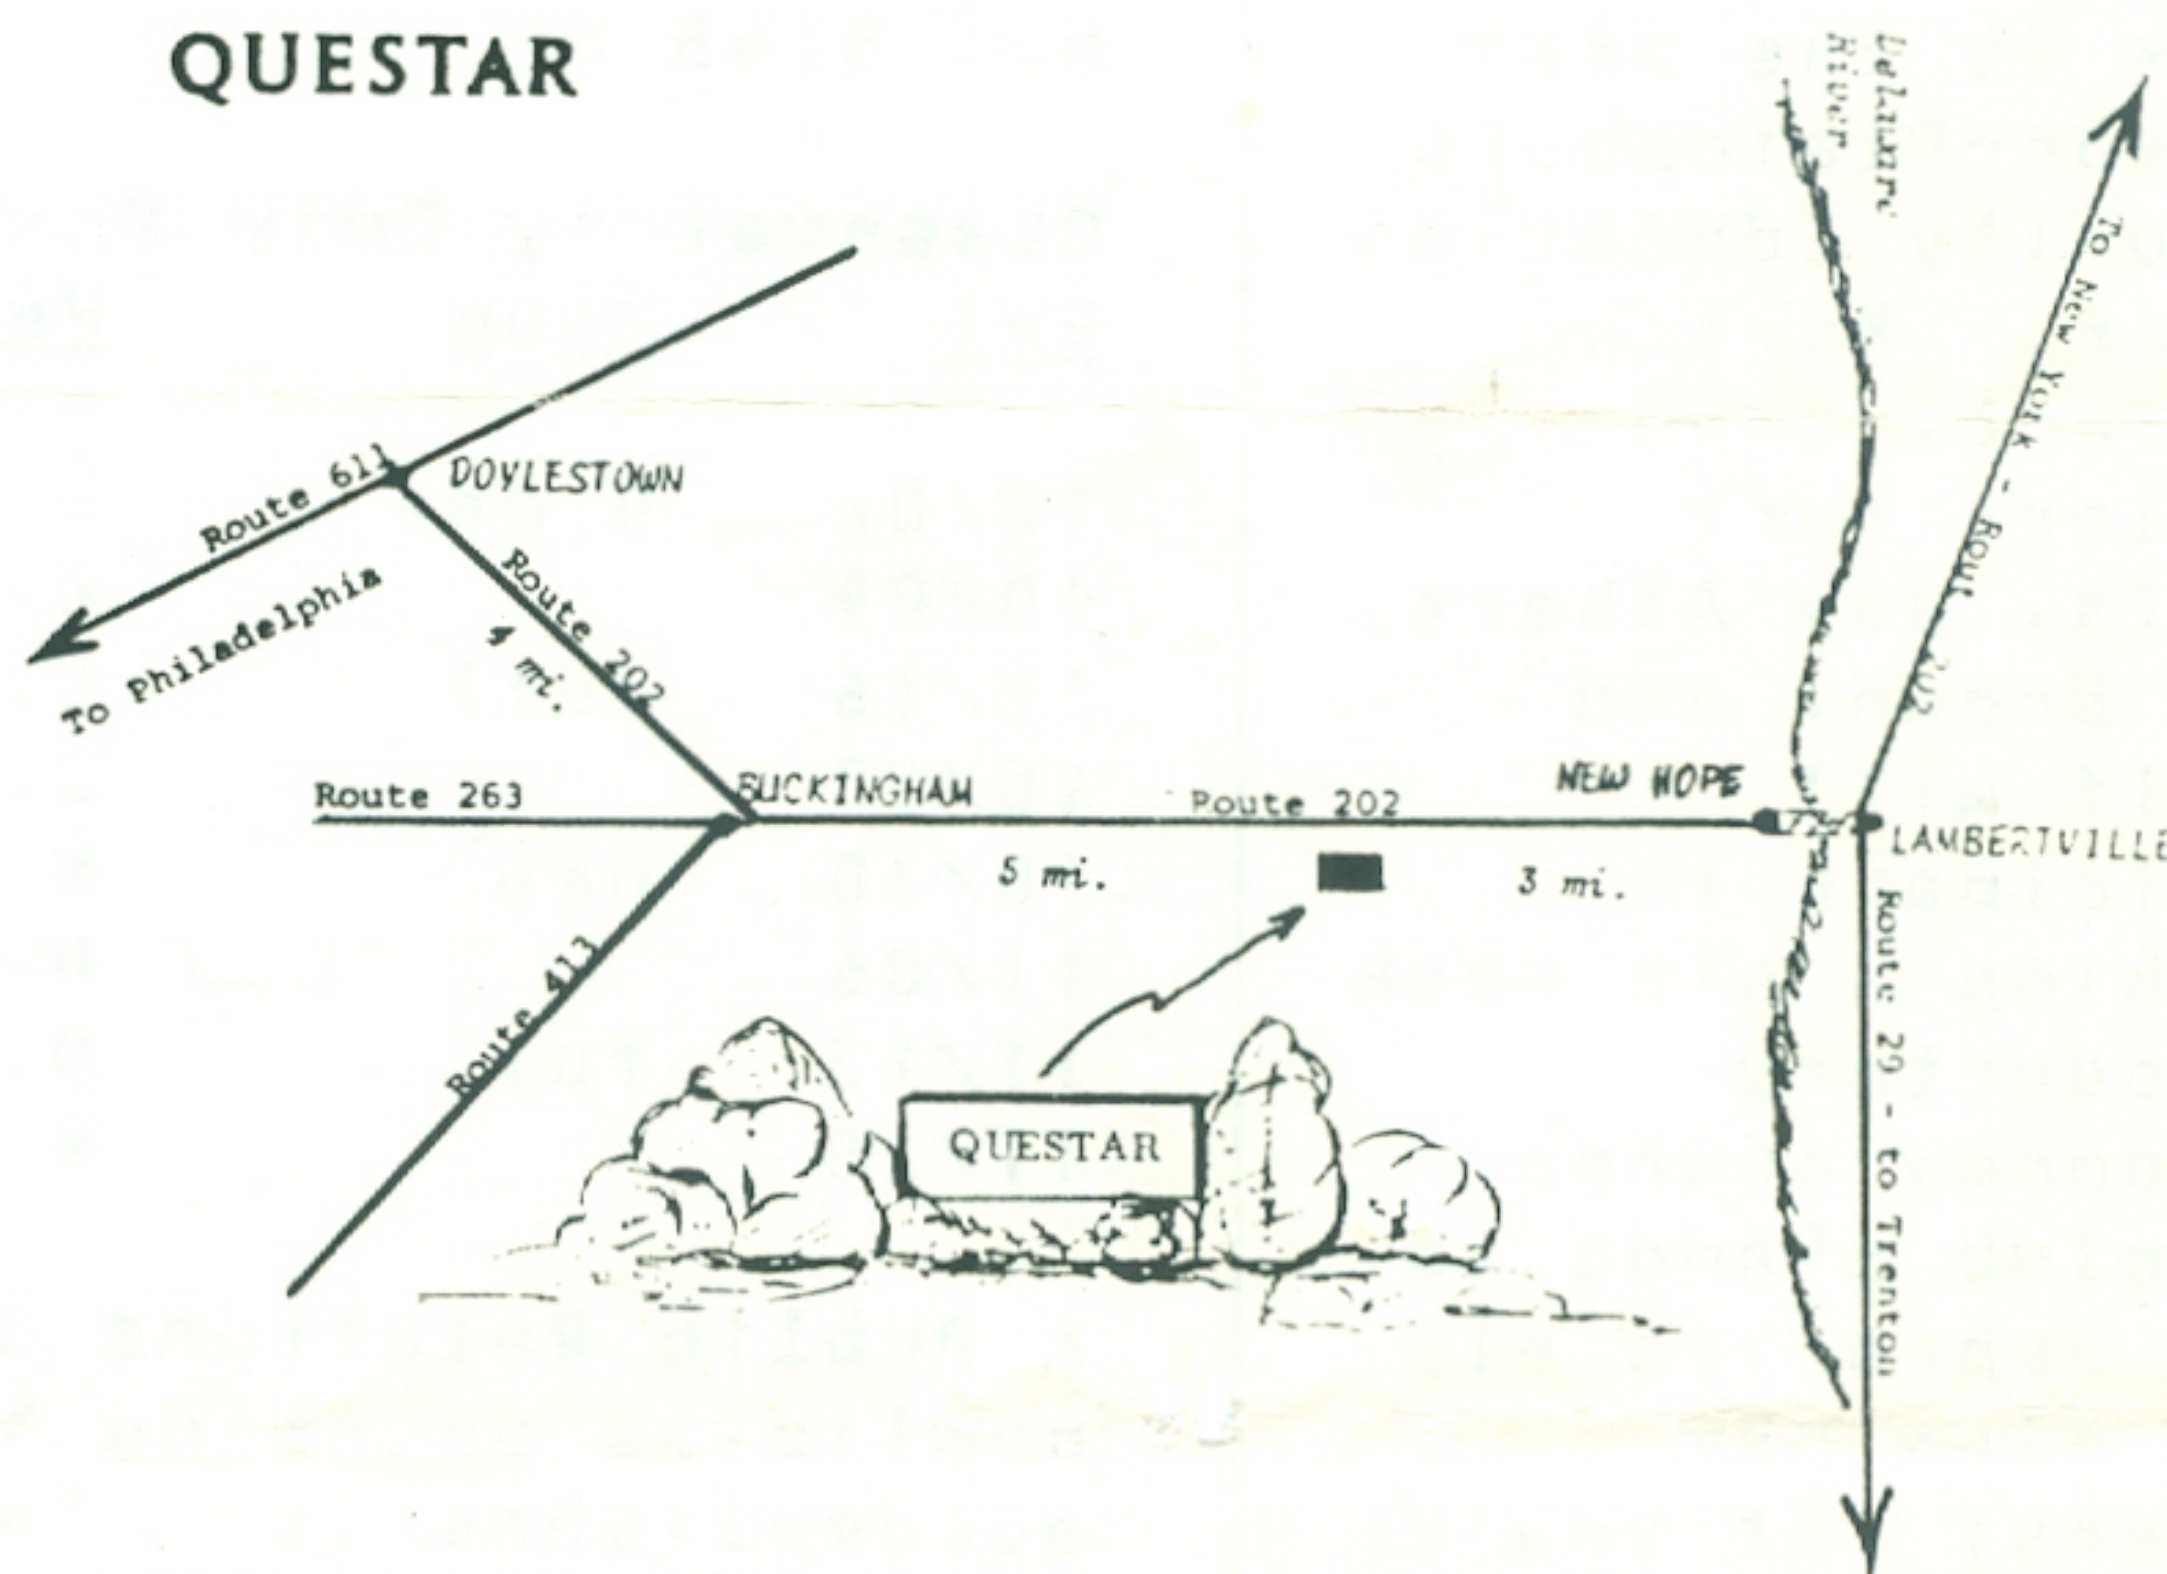 QUESTAR
Delaware
River
To New York - Route 202
Route 611
DOYLESTOWN
To Philadelphia
Route 202
4 mi.
Route 263
BUCKINGHAM
Route 202
NEW HOPE
LAMBERTVILLE
5 mi.
3 mi.
Route 413
Route 29 - to Trenton
QUESTAR